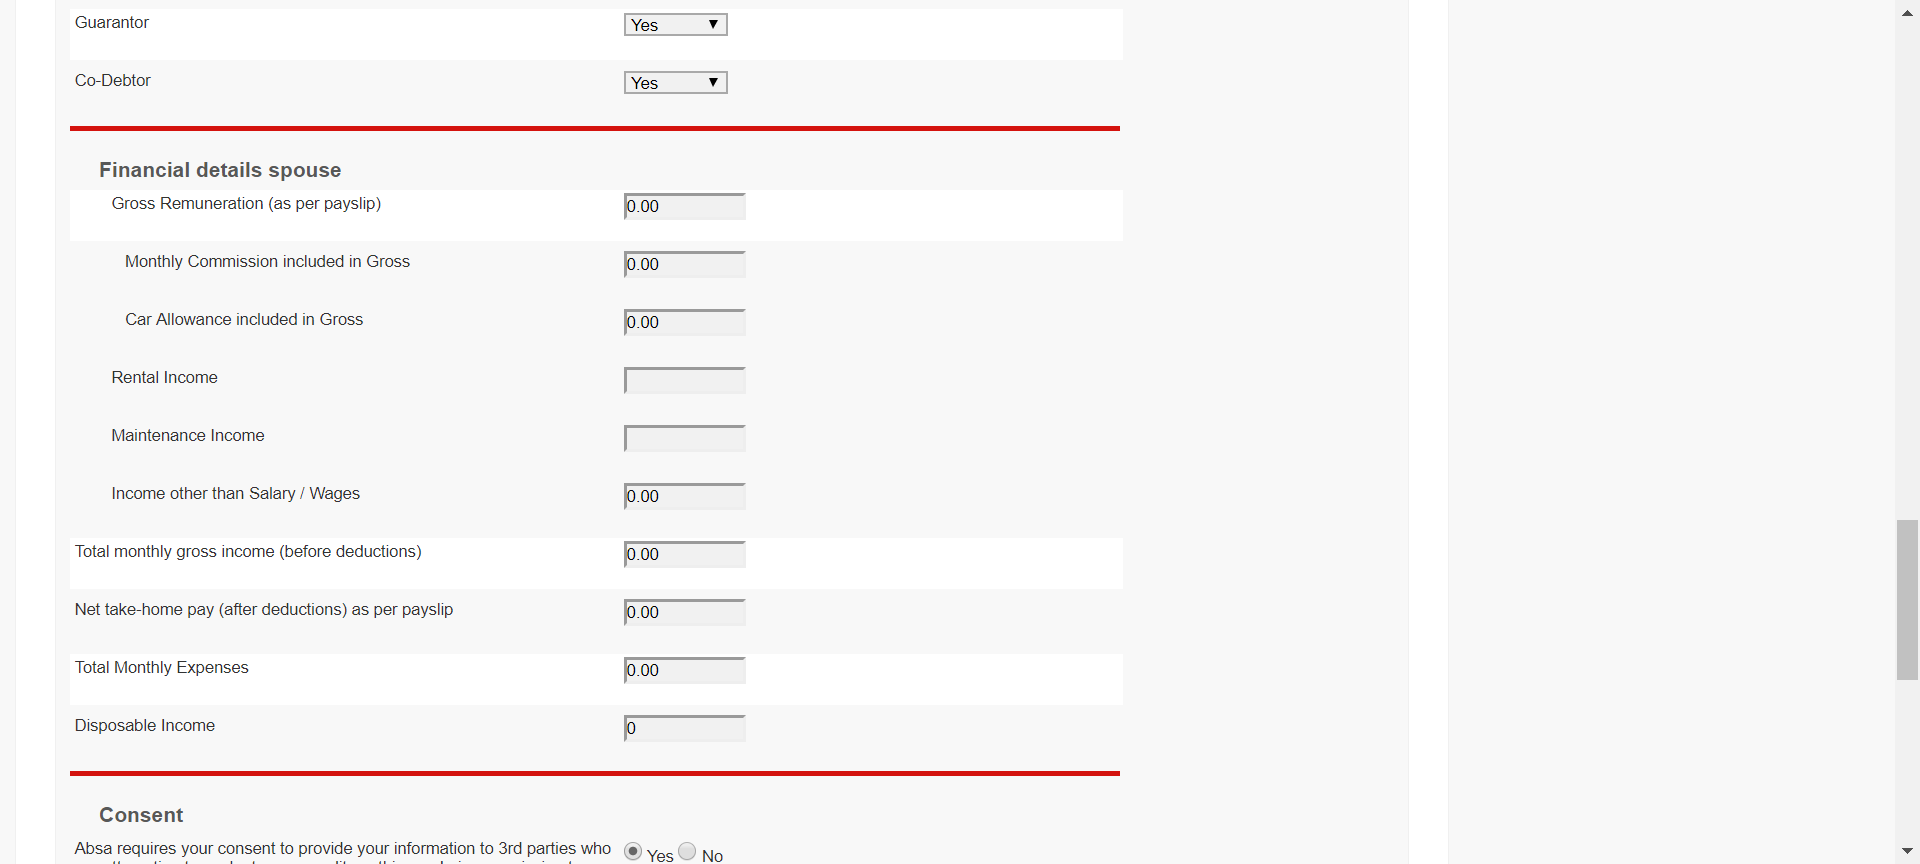 Guarantor Yes
Co-Debtor Yes
Financial details spouse
Gross Remuneration (as per payslip) 0.00
Monthly Commission included in Gross 0.00
Car Allowance included in Gross 0.00
Rental Income
Maintenance Income
Income other than Salary / Wages 0.00
Total monthly gross income (before deductions) 0.00
Net take-home pay (after deductions) as per payslip 0.00
Total Monthly Expenses 0.00
Disposable Income 0
Consent
Absa requires your consent to provide your information to 3rd parties who Yes No